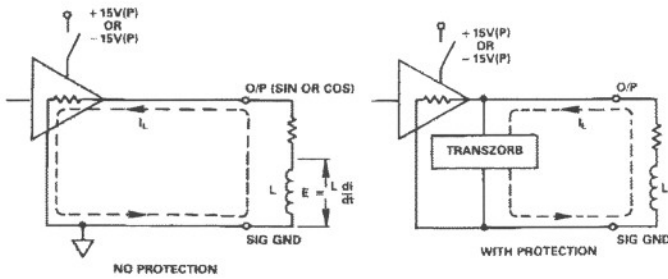 +15V(P)
OR
−15V(P)
O/P (SIN OR COS)
I_L
L
E = L di/dt
SIG GND
NO PROTECTION
+15V(P)
OR
−15V(P)
O/P
I_L
TRANSZORB
L
SIG GND
WITH PROTECTION